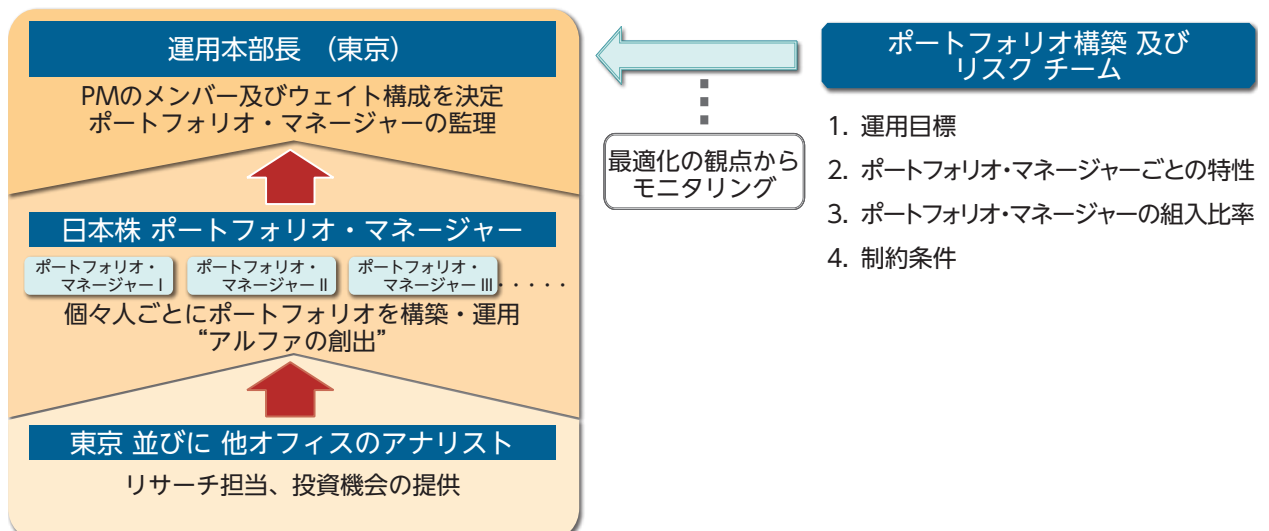 運用本部長 （東京）
PMのメンバー及びウェイト構成を決定
ポートフォリオ・マネージャーの監理
日本株 ポートフォリオ・マネージャー
ポートフォリオ・
マネージャー I
ポートフォリオ・
マネージャー II
ポートフォリオ・
マネージャー III
・・・・・
個々人ごとにポートフォリオを構築・運用
“アルファの創出”
東京 並びに 他オフィスのアナリスト
リサーチ担当、投資機会の提供
最適化の観点から
モニタリング
ポートフォリオ構築 及び
リスク チーム
1. 運用目標
2. ポートフォリオ・マネージャーごとの特性
3. ポートフォリオ・マネージャーの組入比率
4. 制約条件